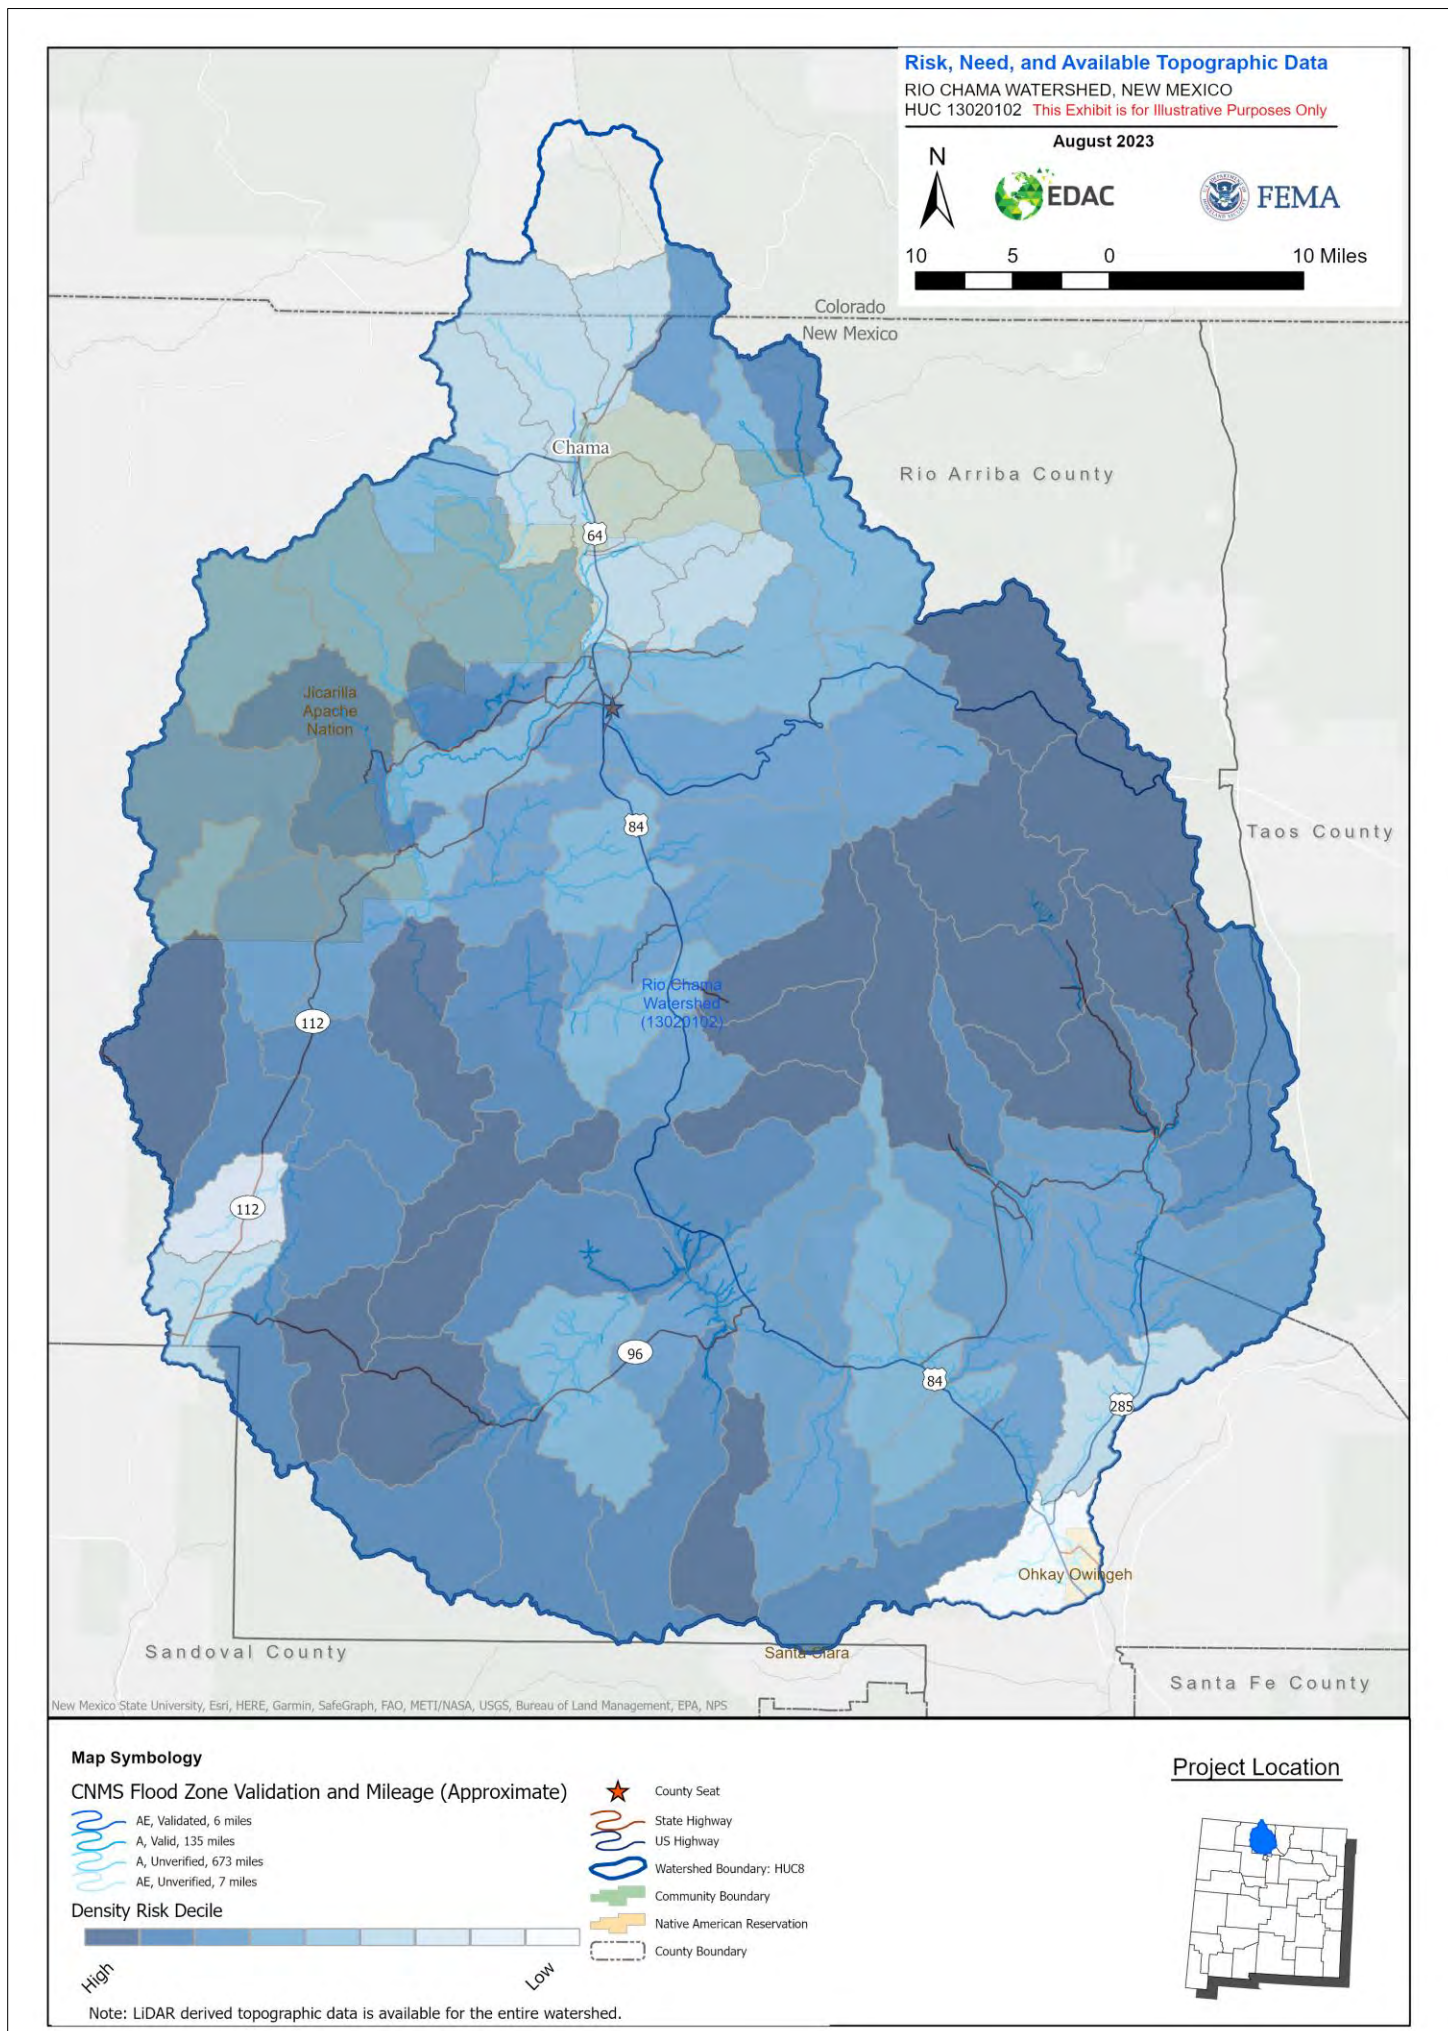 Risk, Need, and Available Topographic Data
RIO CHAMA WATERSHED, NEW MEXICO
HUC 13020102 This Exhibit is for Illustrative Purposes Only
August 2023
N
EDAC
FEMA
10 5 0 10 Miles
Colorado
New Mexico
Chama
Rio Arriba County
64
Jicarilla
Apache
Nation
84
Taos County
Rio Chama
Watershed
(13020102)
112
112
96
84
285
Ohkay Owingeh
Sandoval County
Santa Clara
Santa Fe County
New Mexico State University, Esri, HERE, Garmin, SafeGraph, FAO, METI/NASA, USGS, Bureau of Land Management, EPA, NPS
Map Symbology
CNMS Flood Zone Validation and Mileage (Approximate)
AE, Validated, 6 miles
A, Valid, 135 miles
A, Unverified, 673 miles
AE, Unverified, 7 miles
Density Risk Decile
High
Low
Note: LiDAR derived topographic data is available for the entire watershed.
County Seat
State Highway
US Highway
Watershed Boundary: HUC8
Community Boundary
Native American Reservation
County Boundary
Project Location